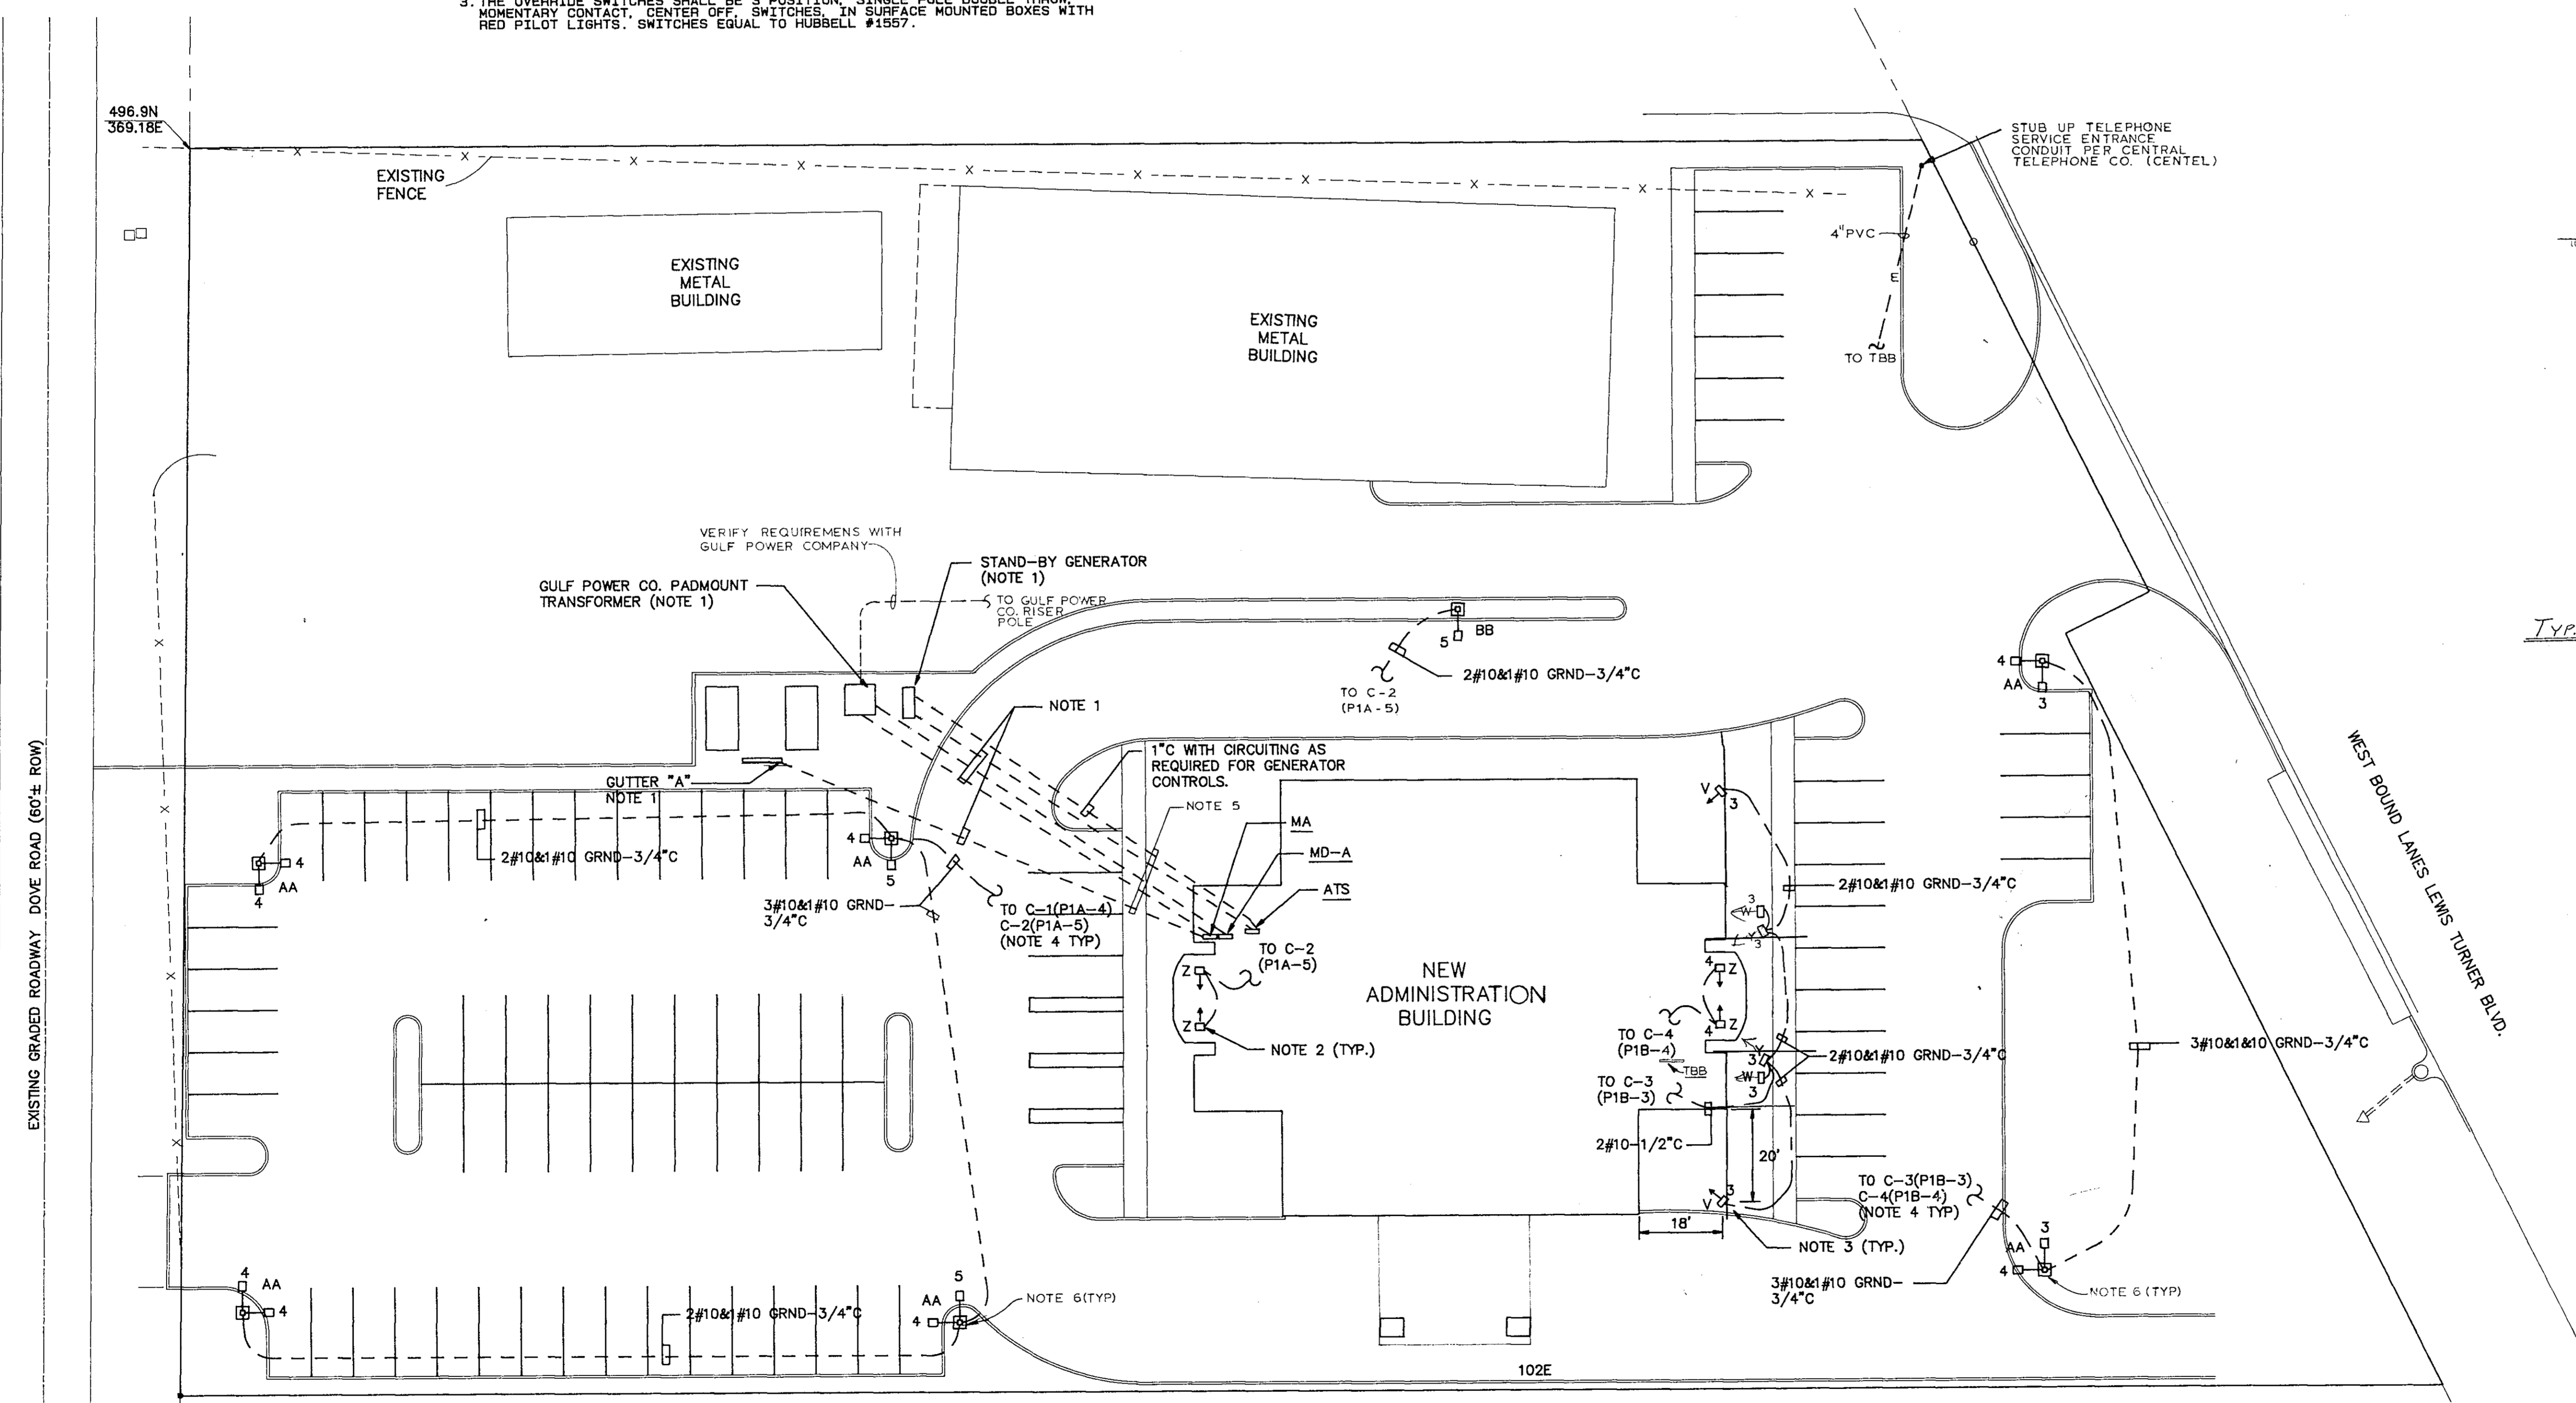 3. THE OVERRIDE SWITCHES SHALL BE 3 POSITION, SINGLE POLE DOUBLE THROW,
MOMENTARY CONTACT, CENTER OFF, SWITCHES, IN SURFACE MOUNTED BOXES WITH
RED PILOT LIGHTS. SWITCHES EQUAL TO HUBBELL #1557.
496.9N
369.18E
EXISTING
FENCE
STUB UP TELEPHONE
SERVICE ENTRANCE
CONDUIT PER CENTRAL
TELEPHONE CO. (CENTEL)
4" PVC
E
TO TBB
EXISTING
METAL
BUILDING
EXISTING
METAL
BUILDING
VERIFY REQUIREMENS WITH
GULF POWER COMPANY
STAND-BY GENERATOR
(NOTE 1)
GULF POWER CO. PADMOUNT
TRANSFORMER (NOTE 1)
TO GULF POWER
CO. RISER
POLE
BB
5
2#10&1#10 GRND-3/4"C
TO C-2
(P1A-5)
TYP.
4
AA
3
NOTE 1
1"C WITH CIRCUITING AS
REQUIRED FOR GENERATOR
CONTROLS.
GUTTER "A"
NOTE 1
NOTE 5
MA
MD-A
ATS
V
3
4
AA
5
4
AA
4
2#10&1#10 GRND-3/4"C
3#10&1#10 GRND-
3/4"C
TO C-1(P1A-4)
C-2(P1A-5)
(NOTE 4 TYP)
2#10&1#10 GRND-3/4"C
3
W
Y
3
TO C-2
(P1A-5)
Z
Z
NOTE 2 (TYP.)
NEW
ADMINISTRATION
BUILDING
4
Z
4
Z
TO C-4
(P1B-4)
TBB
TO C-3
(P1B-3)
Y
3
W
3
2#10&1#10 GRND-3/4"C
2#10-1/2"C
20'
3
V
18'
NOTE 3 (TYP.)
3#10&1&10 GRND-3/4"C
TO C-3(P1B-3)
C-4(P1B-4)
(NOTE 4 TYP)
3
AA
4
3#10&1#10 GRND-
3/4"C
NOTE 6 (TYP)
4
AA
4
2#10&1#10 GRND-3/4"C
5
AA
4
NOTE 6(TYP)
102E
EXISTING GRADED ROADWAY DOVE ROAD (60'± ROW)
WEST BOUND LANES LEWIS TURNER BLVD.